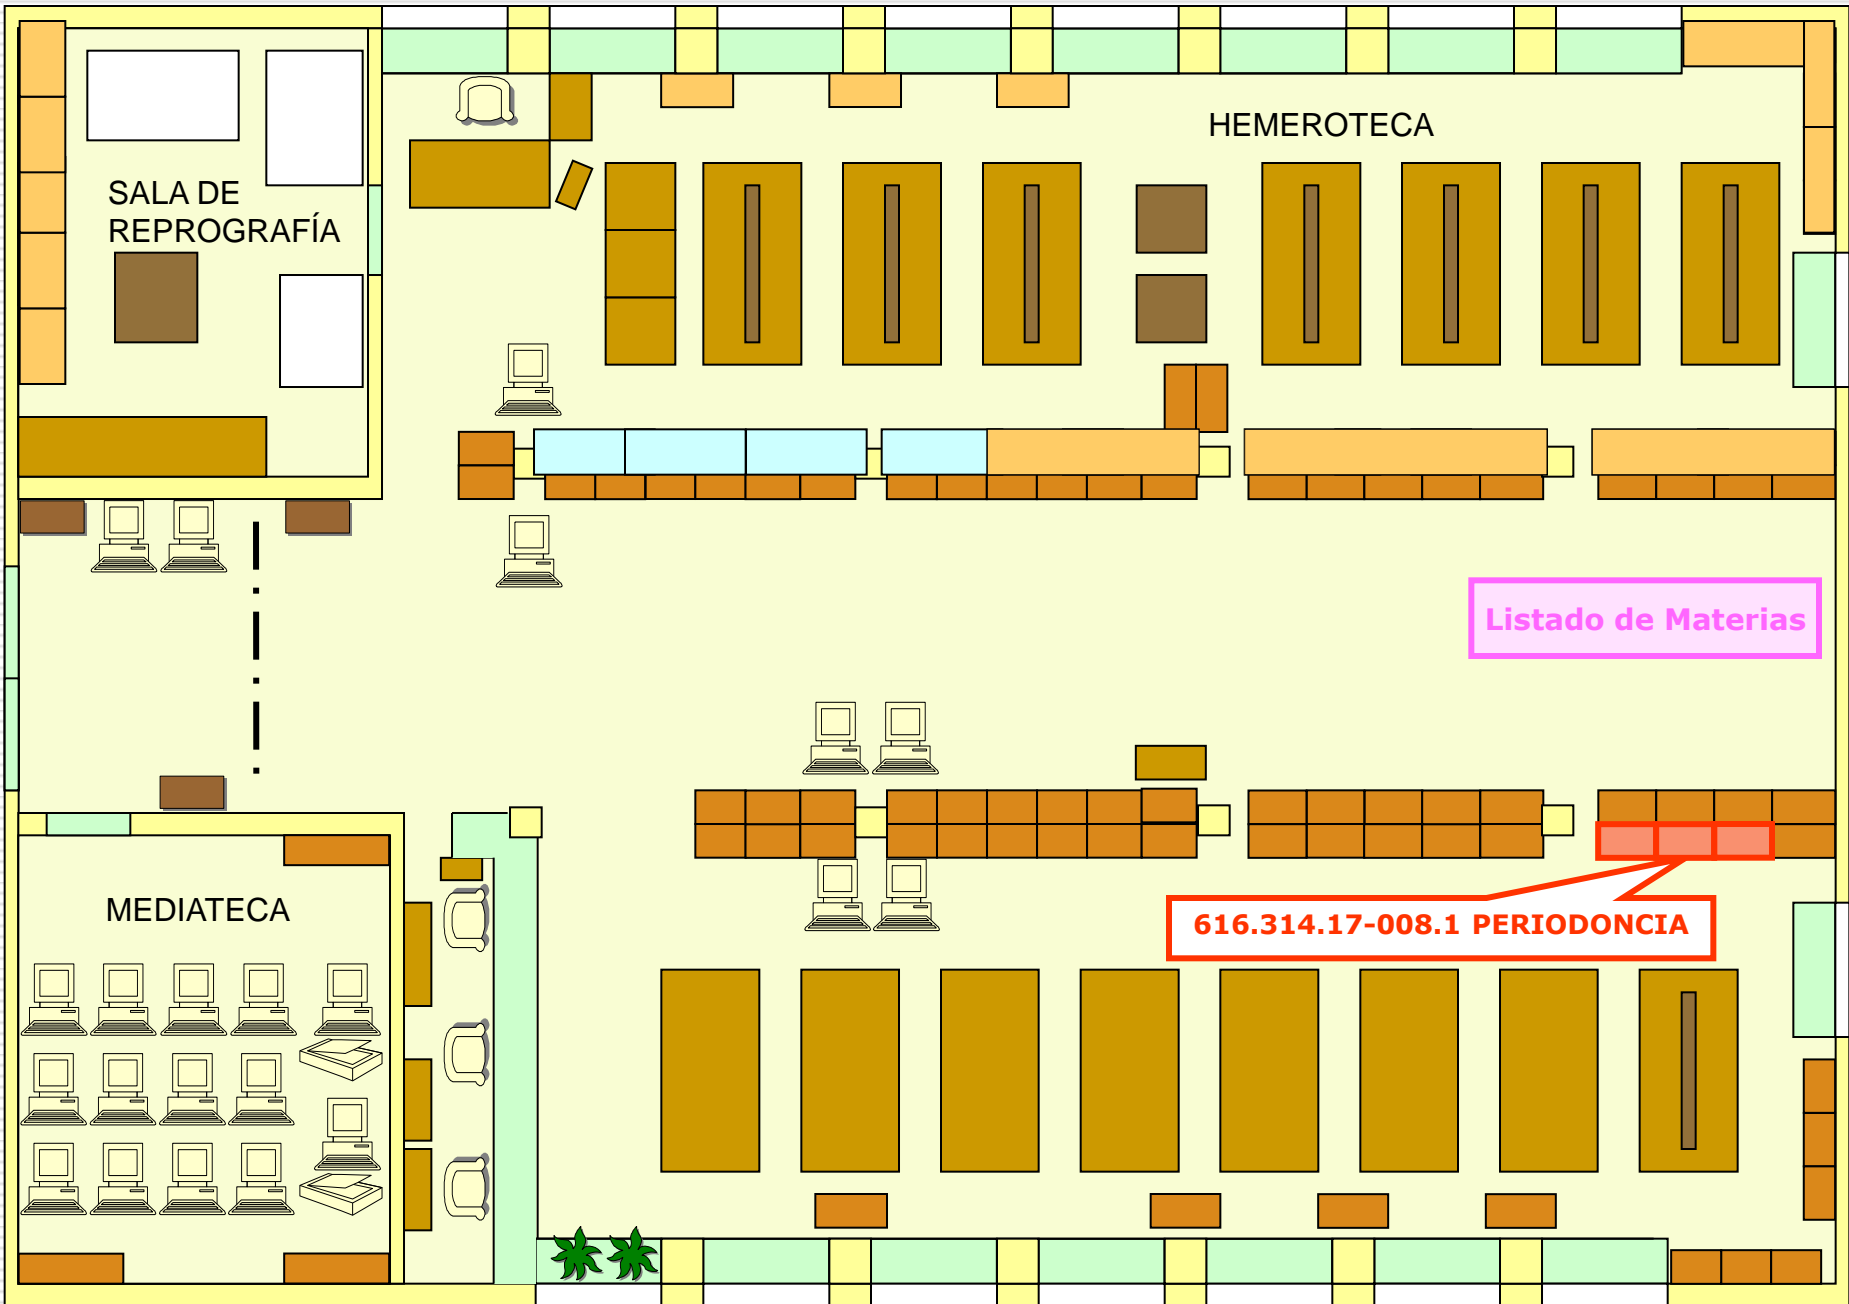 HEMEROTECA
SALA DE
REPROGRAFÍA
Listado de Materias
MEDIATECA
616.314.17-008.1 PERIODONCIA